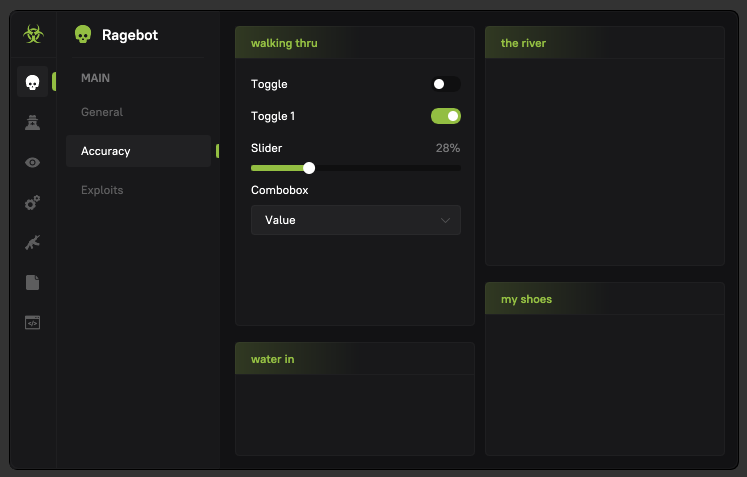 Ragebot
MAIN
General
Accuracy
Exploits
walking thru
Toggle
Toggle 1
Slider
28%
Combobox
Value
water in
the river
my shoes